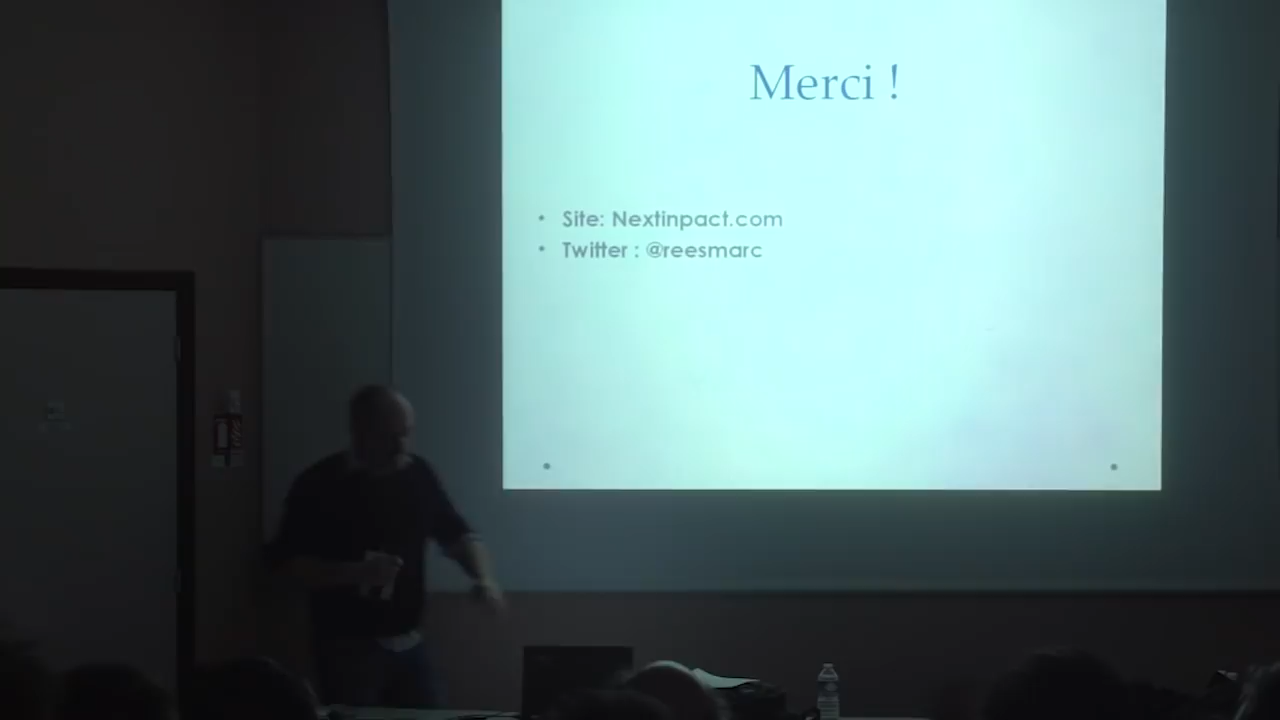 Merci !
• Site: Nextinpact.com
• Twitter : @reesmarc